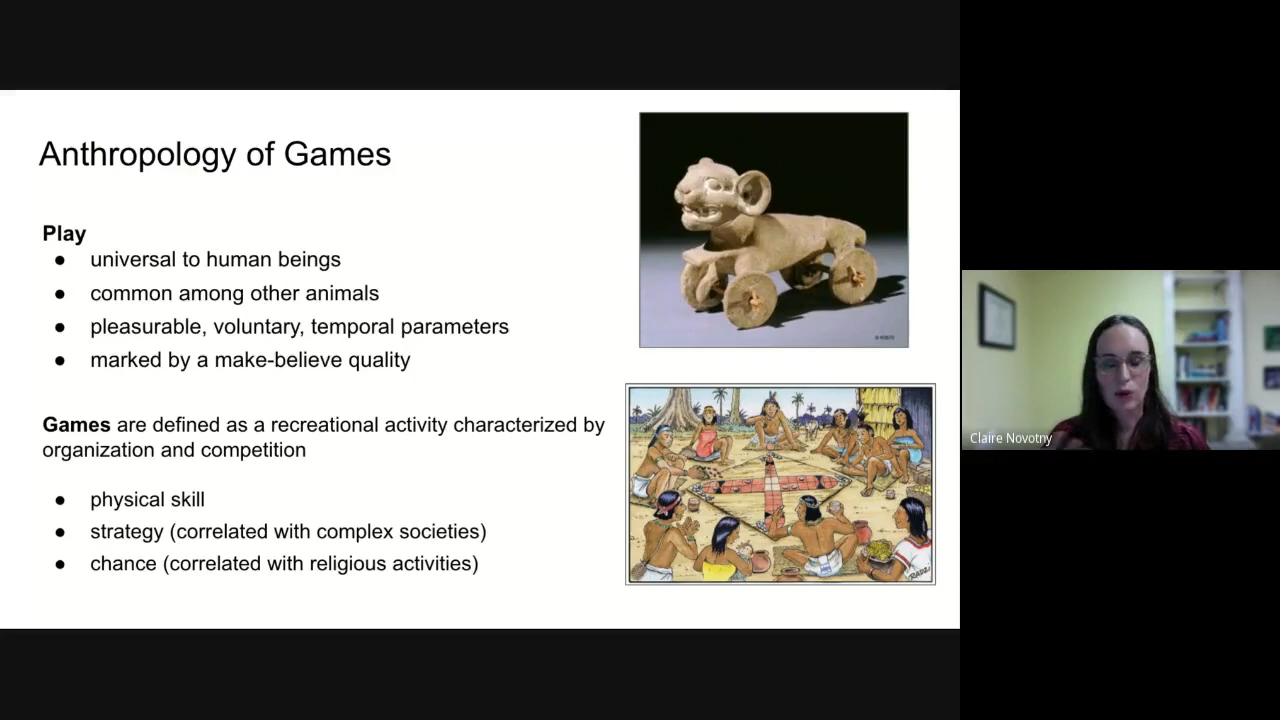 Anthropology of Games
Play
● universal to human beings
● common among other animals
● pleasurable, voluntary, temporal parameters
● marked by a make-believe quality
Games are defined as a recreational activity characterized by
organization and competition
● physical skill
● strategy (correlated with complex societies)
● chance (correlated with religious activities)
Claire Novotny